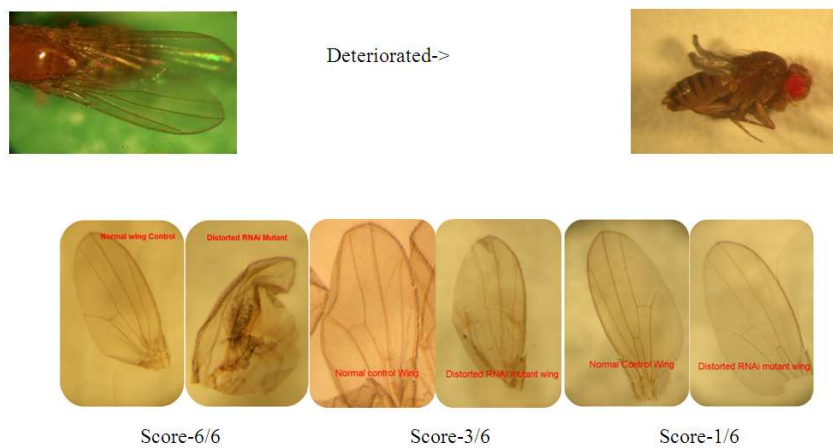 Deteriorated->
Normal wing Control
Distorted RNAi Mutant
Normal control Wing
Distorted RNAi mutant wing
Normal Control Wing
Distorted RNAi mutant wing
Score-6/6
Score-3/6
Score-1/6